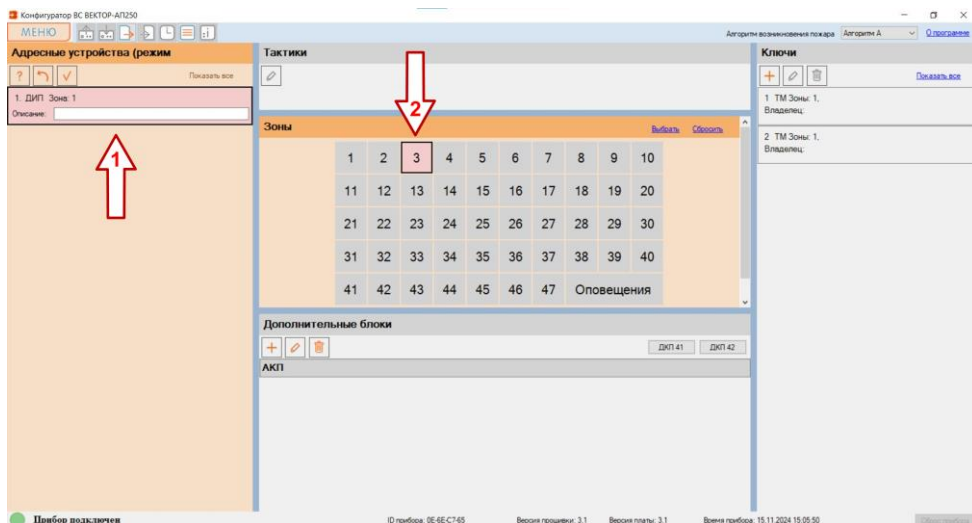 Конфигуратор ВС ВЕКТОР-АП250
МЕНЮ
Алгоритм возникновения пожара Алгоритм А О программе
Адресные устройства (режим
Показать все
1. ДИП Зона: 1
Описание:
1
Тактики
2
Зоны Выбрать Сбросить
1 2 3 4 5 6 7 8 9 10
11 12 13 14 15 16 17 18 19 20
21 22 23 24 25 26 27 28 29 30
31 32 33 34 35 36 37 38 39 40
41 42 43 44 45 46 47 Оповещения
Дополнительные блоки
ДКП 41 ДКП 42
АКП
Ключи
Показать все
1 ТМ Зоны: 1,
Владелец:
2 ТМ Зоны: 1,
Владелец:
Прибор подключен ID прибора: 0E-6E-C7-65 Версия прошивки: 3.1 Версия платы: 3.1 Время прибора: 15.11.2024 15:05:50